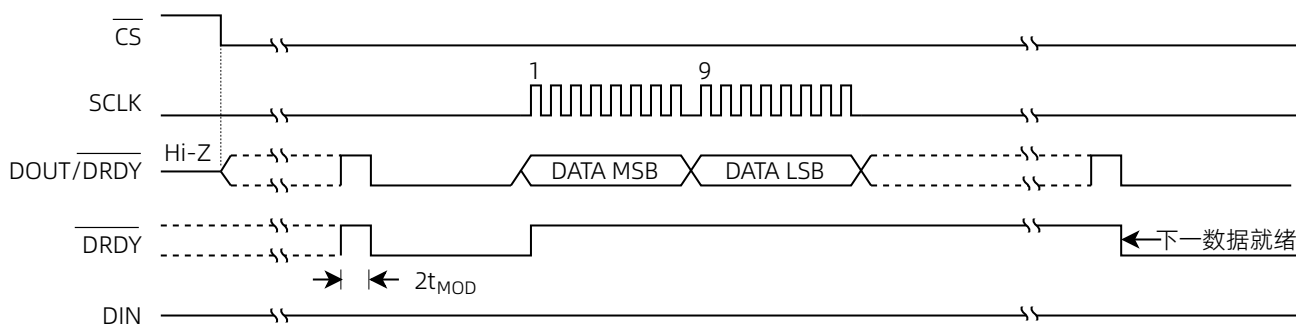 CS
1 9
SCLK
Hi-Z
DOUT/DRDY DATA MSB DATA LSB
DRDY 下一数据就绪
2tMOD
DIN